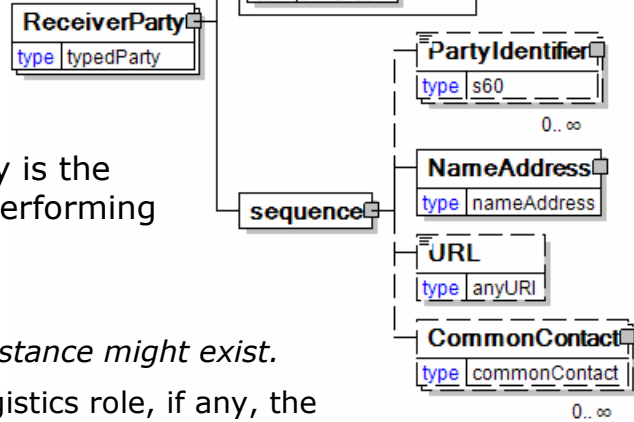 ReceiverParty
type typedParty
PartyIdentifier
type s60
0.. ∞
y is the
erforming
NameAddress
type nameAddress
sequence
URL
type anyURI
stance might exist.
CommonContact
type commonContact
gistics role, if any, the
0.. ∞